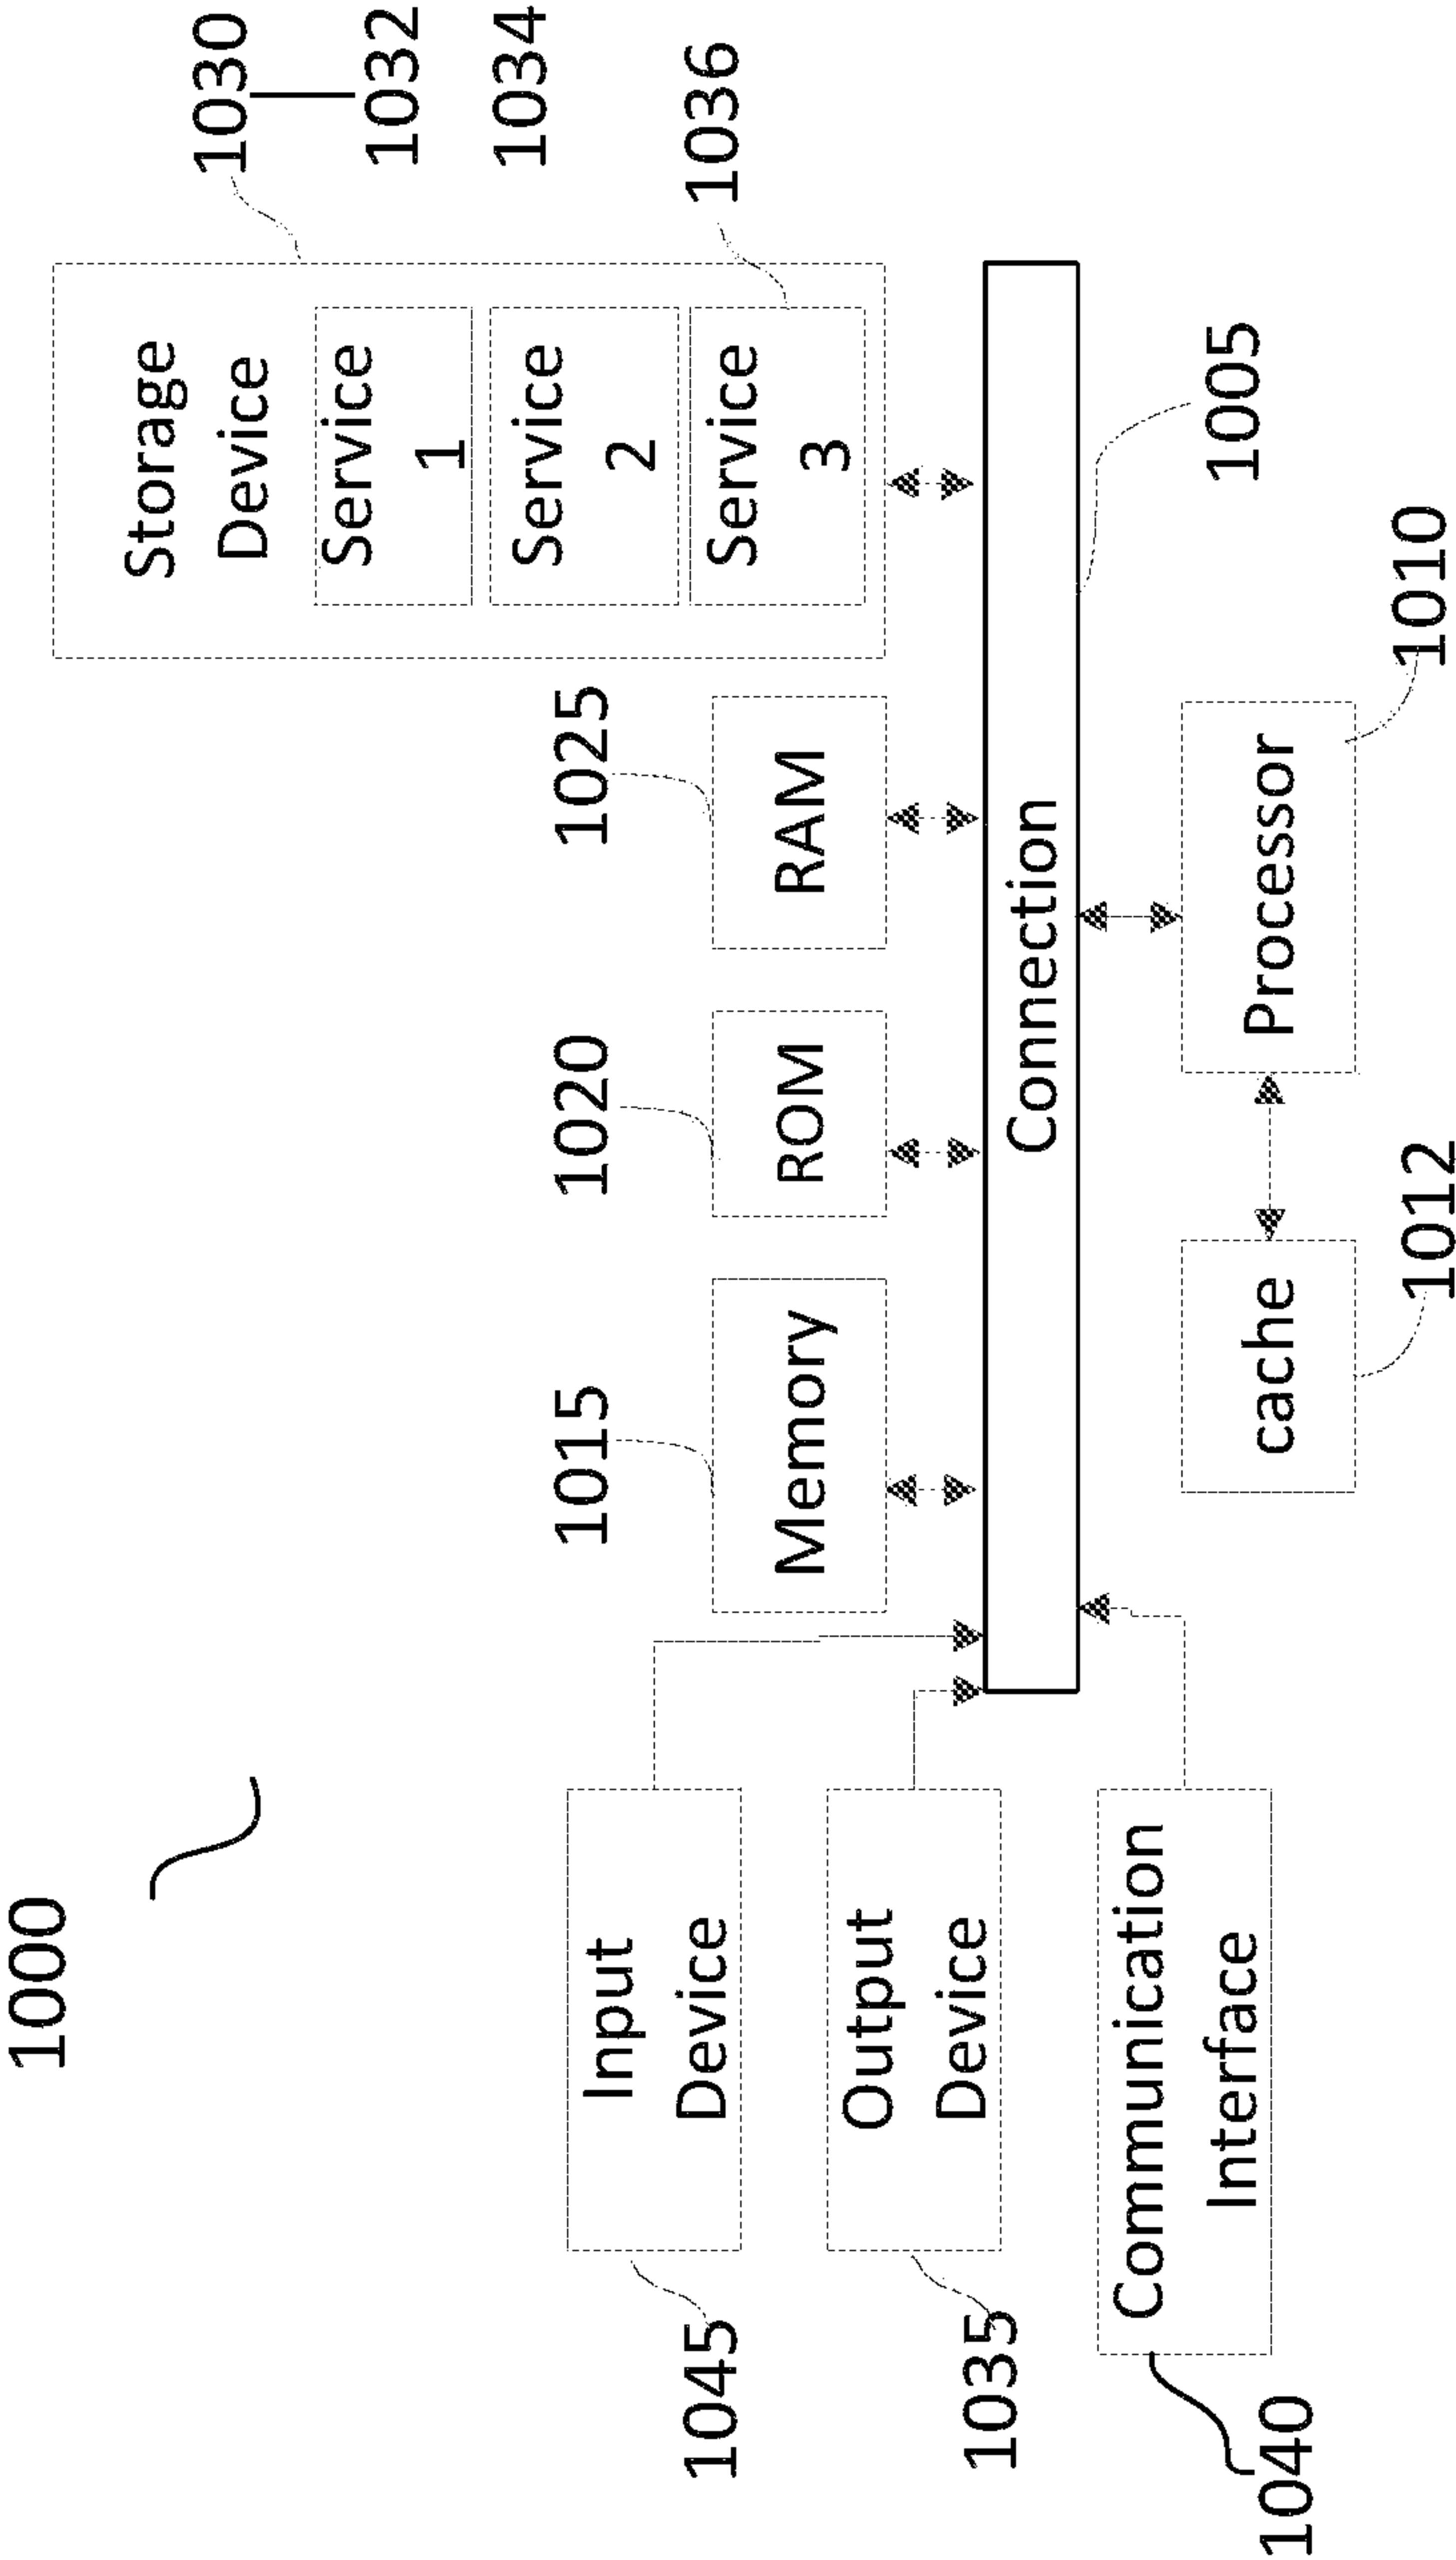 1000
Storage
Device
1030
Service
1
1032
Service
2
1034
Service
3
1036
1045
Input
Device
1015
Memory
1020
ROM
1025
RAM
1035
Output
Device
Connection
1005
1040
Communication
Interface
cache
1012
Processor
1010